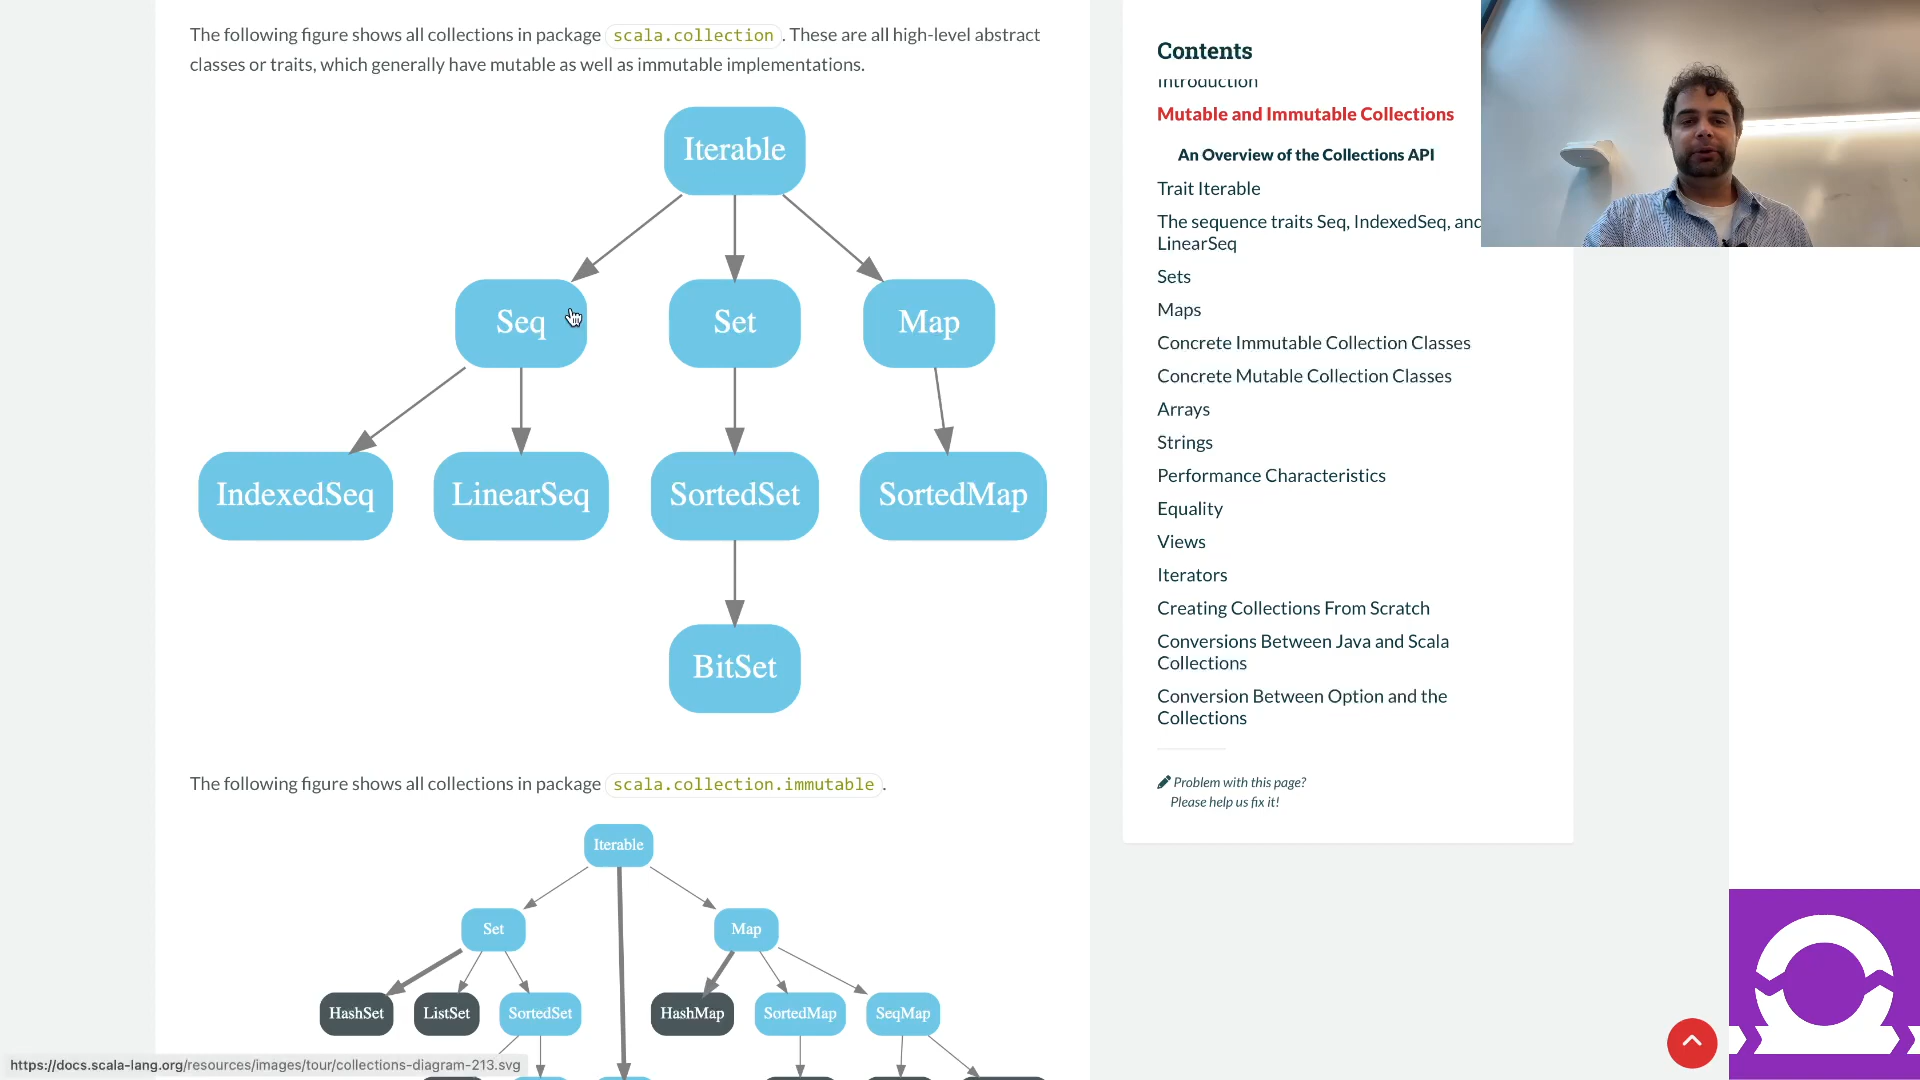 The following figure shows all collections in package scala.collection. These are all high-level abstract
classes or traits, which generally have mutable as well as immutable implementations.
Iterable
Seq
Set
Map
IndexedSeq
LinearSeq
SortedSet
SortedMap
BitSet
The following figure shows all collections in package scala.collection.immutable.
Iterable
Set
Map
HashSet
ListSet
SortedSet
HashMap
SortedMap
SeqMap
https://docs.scala-lang.org/resources/images/tour/collections-diagram-213.svg
Contents
Introduction
Mutable and Immutable Collections
An Overview of the Collections API
Trait Iterable
The sequence traits Seq, IndexedSeq, and
LinearSeq
Sets
Maps
Concrete Immutable Collection Classes
Concrete Mutable Collection Classes
Arrays
Strings
Performance Characteristics
Equality
Views
Iterators
Creating Collections From Scratch
Conversions Between Java and Scala
Collections
Conversion Between Option and the
Collections
Problem with this page?
Please help us fix it!